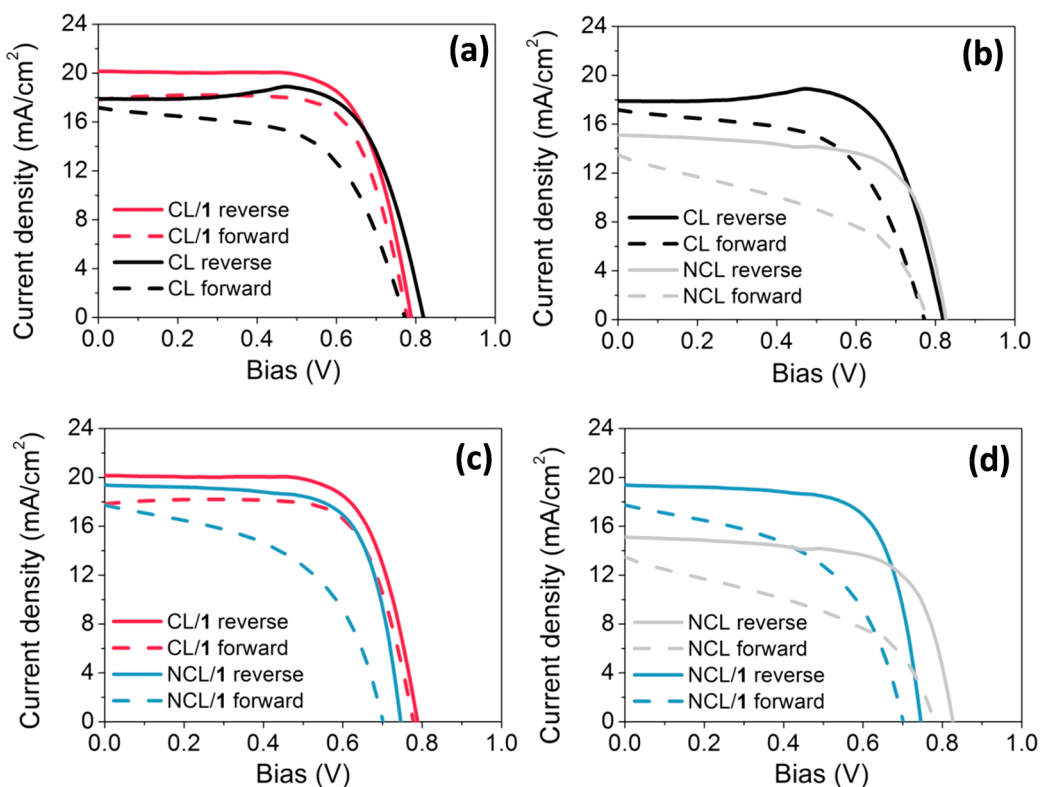 (a)
Current density (mA/cm²)
24
20
16
12
8
4
0
CL/1 reverse
CL/1 forward
CL reverse
CL forward
0.0 0.2 0.4 0.6 0.8 1.0
Bias (V)
(b)
Current density (mA/cm²)
24
20
16
12
8
4
0
CL reverse
CL forward
NCL reverse
NCL forward
0.0 0.2 0.4 0.6 0.8 1.0
Bias (V)
(c)
Current density (mA/cm²)
24
20
16
12
8
4
0
CL/1 reverse
CL/1 forward
NCL/1 reverse
NCL/1 forward
0.0 0.2 0.4 0.6 0.8 1.0
Bias (V)
(d)
Current density (mA/cm²)
24
20
16
12
8
4
0
NCL reverse
NCL forward
NCL/1 reverse
NCL/1 forward
0.0 0.2 0.4 0.6 0.8 1.0
Bias (V)